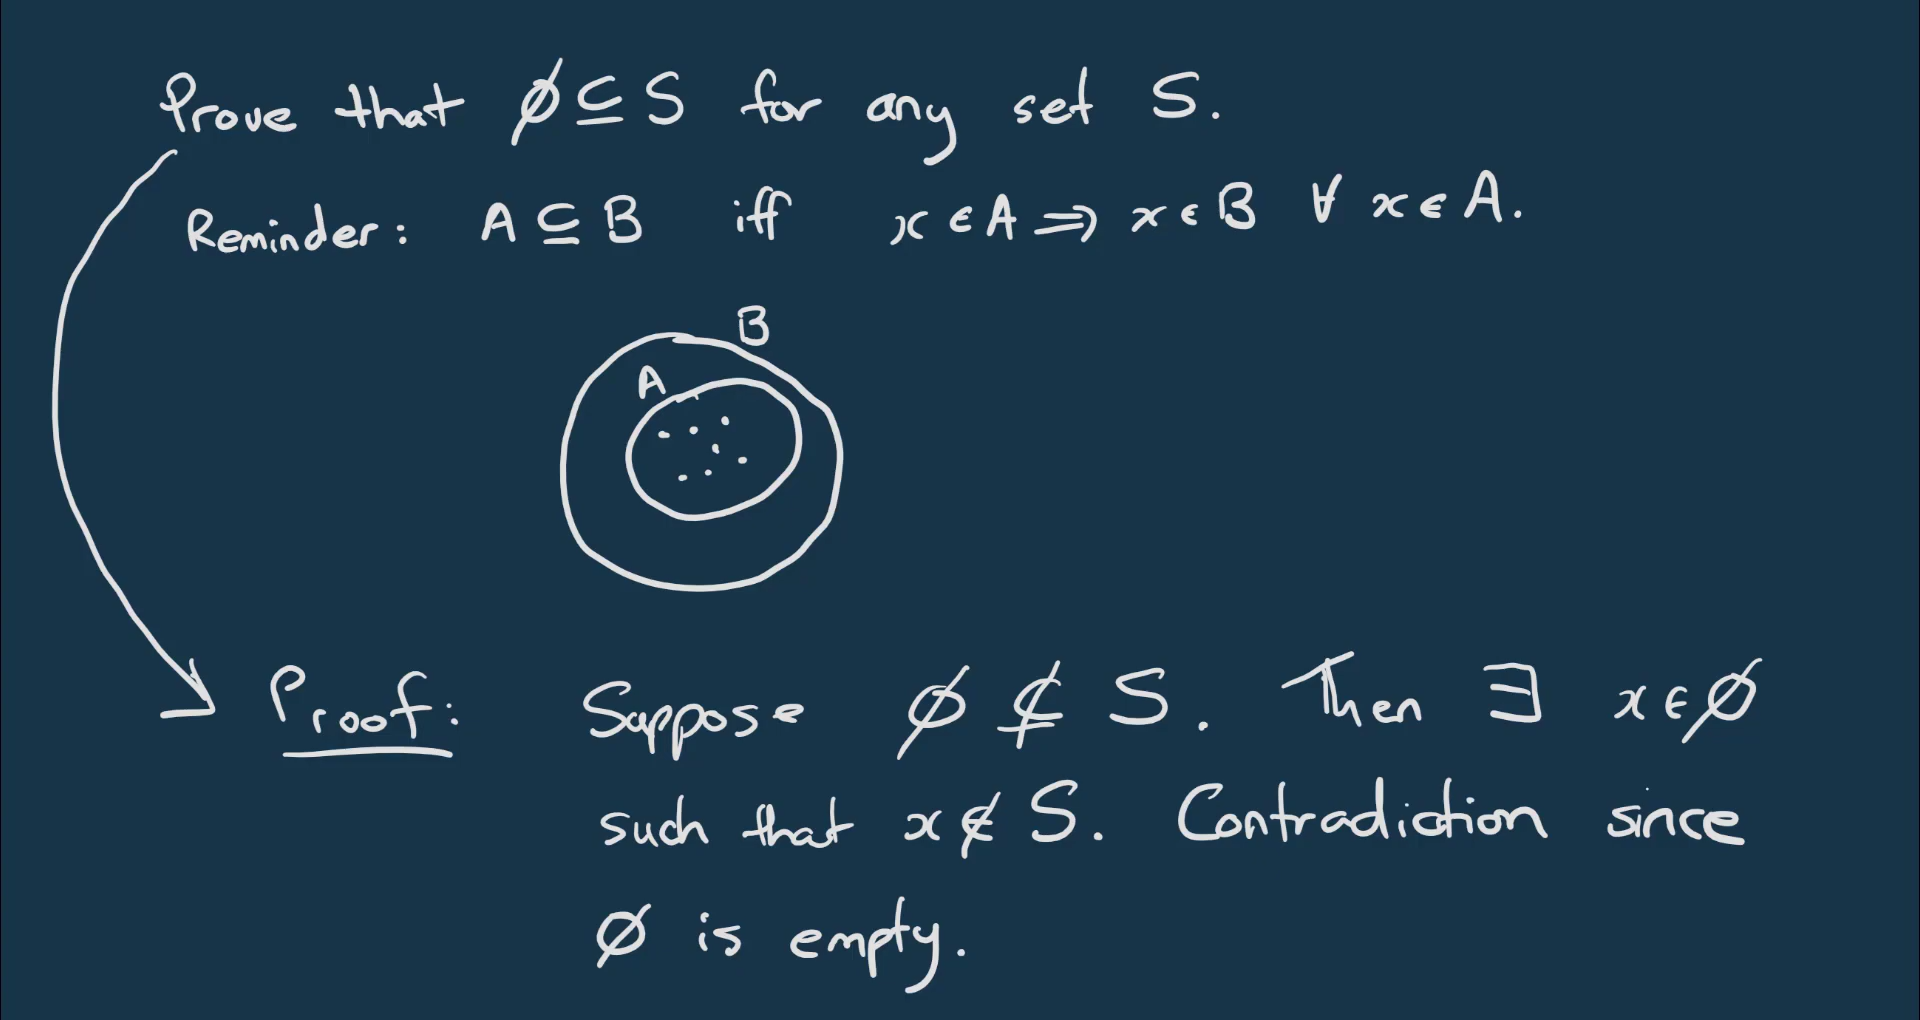 Prove that ∅ ⊆ S for any set S.
Reminder: A ⊆ B iff x ∈ A ⇒ x ∈ B ∀ x ∈ A.
B
A
Proof: Suppose ∅ ⊈ S. Then ∃ x ∈ ∅
such that x ∉ S. Contradiction since
∅ is empty.